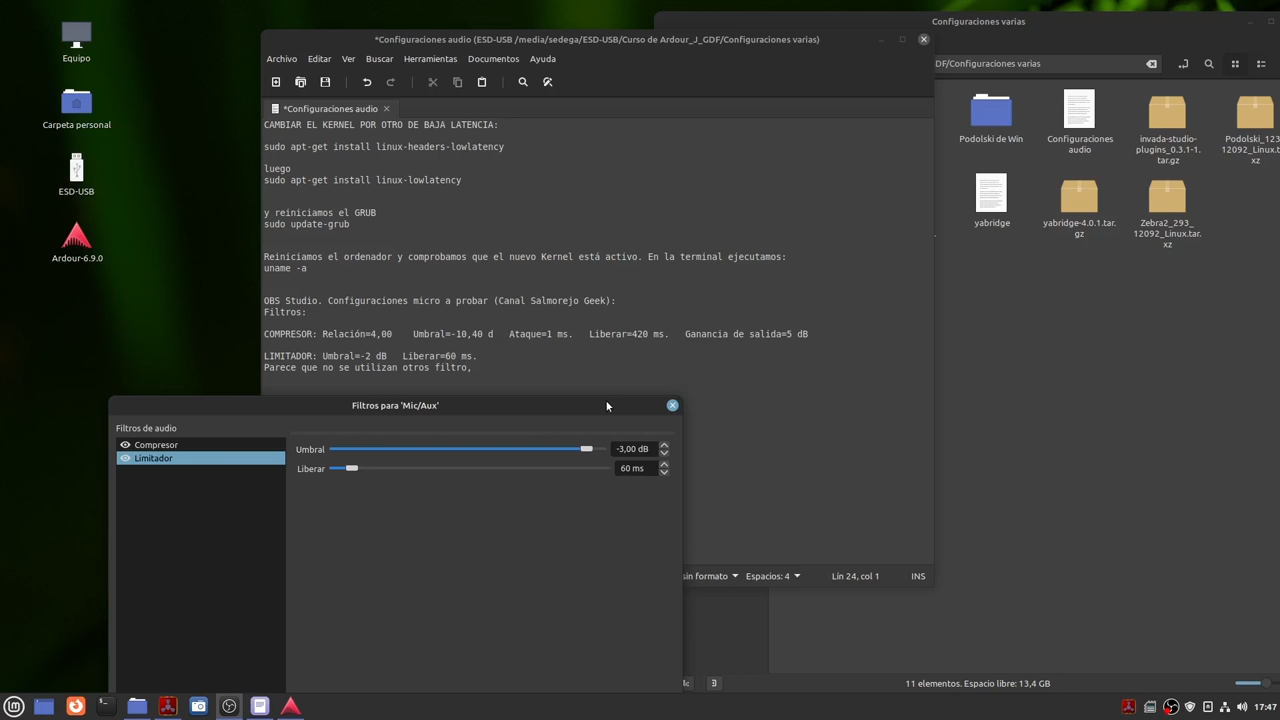 Equipo
Carpeta personal
ESD-USB
Ardour-6.9.0
Configuraciones varias
DF/Configuraciones varias
Podolski de Win
Configuraciones audio
invada-studio-plugins_0.3.1-1.tar.gz
Podolski_123
12092_Linux.tar.xz
yabridge
yabridge-4.0.1.tar.gz
Zebra2_293_12092_Linux.tar.xz
11 elementos. Espacio libre: 13,4 GB
*Configuraciones audio (ESD-USB /media/sedega/ESD-USB/Curso de Ardour_J_GDF/Configuraciones varias)
Archivo Editar Ver Buscar Herramientas Documentos Ayuda
*Configuraciones audio
CAMBIAR EL KERNEL POR OTRO DE BAJA LATENCIA:
sudo apt-get install linux-headers-lowlatency
luego
sudo apt-get install linux-lowlatency
y reiniciamos el GRUB
sudo update-grub
Reiniciamos el ordenador y comprobamos que el nuevo Kernel está activo. En la terminal ejecutamos:
uname -a
OBS Studio. Configuraciones micro a probar (Canal Salmorejo Geek):
Filtros:
COMPRESOR: Relación=4,00 Umbral=-10,40 d Ataque=1 ms. Liberar=420 ms. Ganancia de salida=5 dB
LIMITADOR: Umbral=-2 dB Liberar=60 ms.
Parece que no se utilizan otros filtro,
sin formato Espacios: 4 Lín 24, col 1 INS
Filtros para 'Mic/Aux'
Filtros de audio
Compresor
Limitador
Umbral -3,00 dB
Liberar 60 ms
17:47